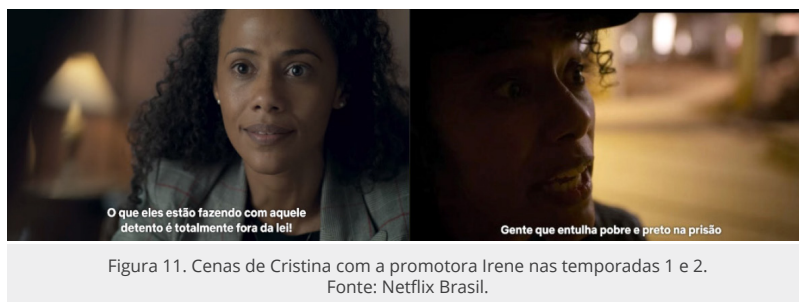 O que eles estão fazendo com aquele
detento é totalmente fora da lei!
Gente que entulha pobre e preto na prisão
Figura 11. Cenas de Cristina com a promotora Irene nas temporadas 1 e 2.
Fonte: Netflix Brasil.